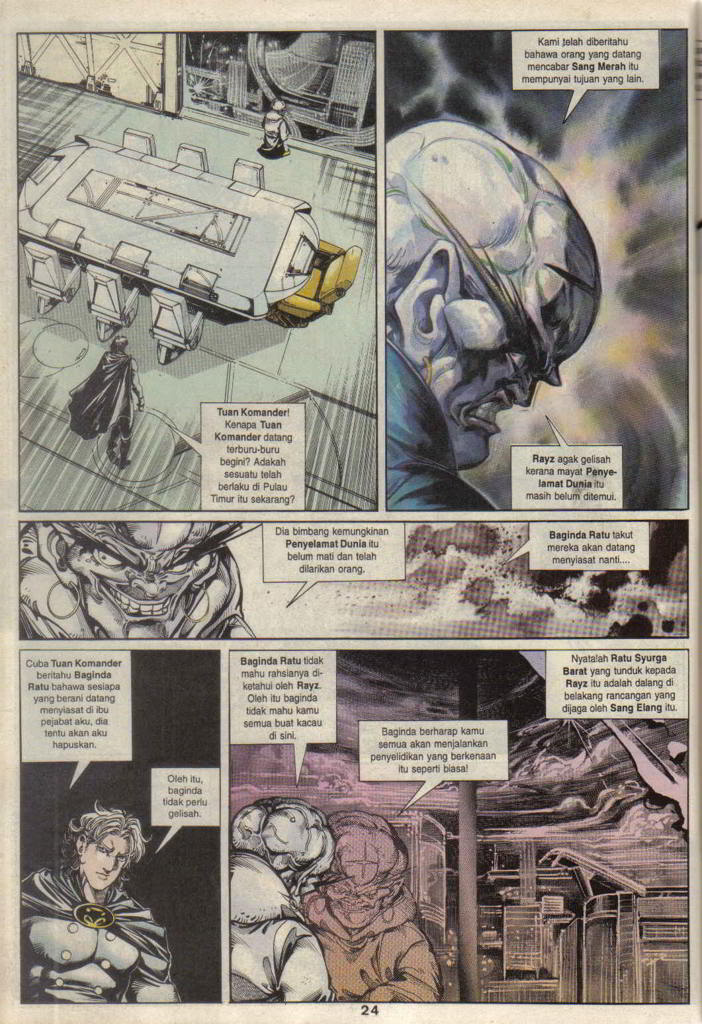 Tuan Komander!
Kenapa Tuan
Komander datang
terburu-buru
begini? Adakah
sesuatu telah
berlaku di Pulau
Timur itu sekarang?
Kami telah diberitahu
bahawa orang yang datang
mencabar Sang Merah itu
mempunyai tujuan yang lain.
Rayz agak gelisah
kerana mayat Penye-
lamat Dunia itu
masih belum ditemui.
Dia bimbang kemungkinan
Penyelamat Dunia itu
belum mati dan telah
dilarikan orang.
Baginda Ratu takut
mereka akan datang
menyiasat nanti....
Cuba Tuan Komander
beritahu Baginda
Ratu bahawa sesiapa
yang berani datang
menyiasat di ibu
pejabat aku, dia
tentu akan aku
hapuskan.
Oleh itu,
baginda
tidak perlu
gelisah.
Baginda Ratu tidak
mahu rahsianya di-
ketahui oleh Rayz.
Oleh itu baginda
tidak mahu kamu
semua buat kacau
di sini.
Baginda berharap kamu
semua akan menjalankan
penyelidikan yang berkenaan
itu seperti biasa!
Nyatalah Ratu Syurga
Barat yang tunduk kepada
Rayz itu adalah dalang di
belakang rancangan yang
dijaga oleh Sang Elang itu.
24